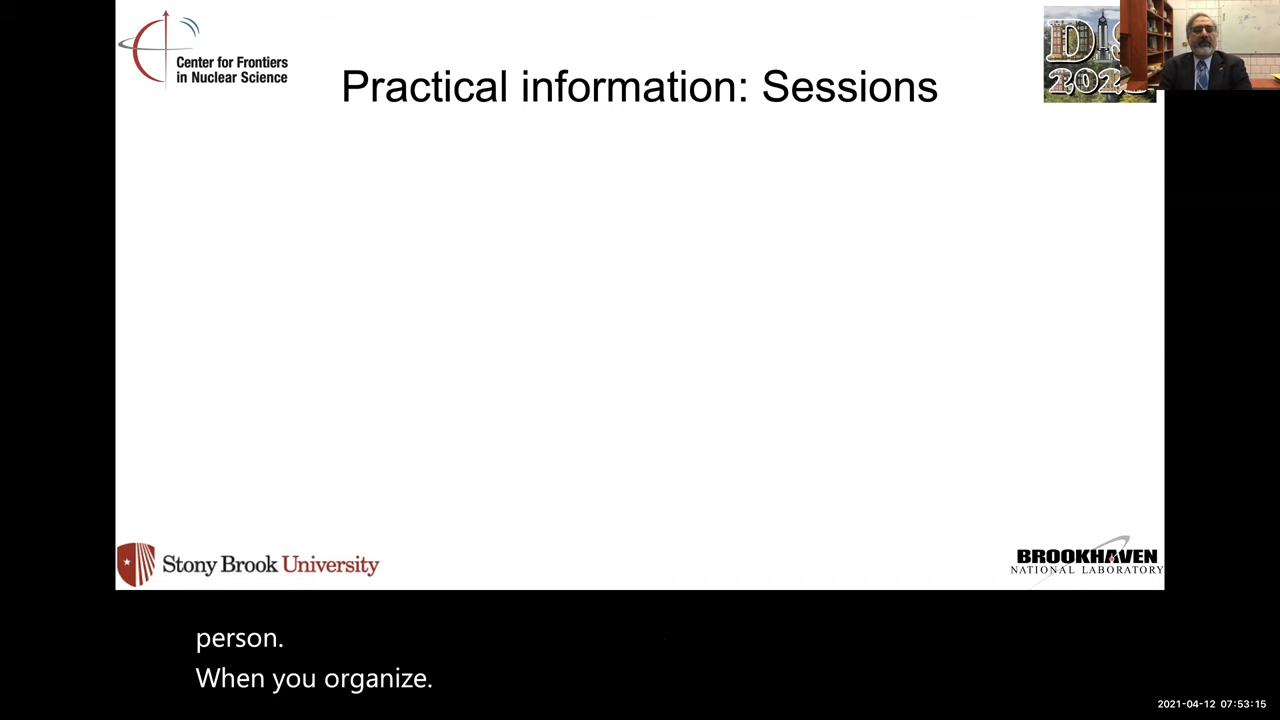 Center for Frontiers
in Nuclear Science
Practical information: Sessions
Stony Brook University
BROOKHAVEN
NATIONAL LABORATORY
person.
When you organize.
2021-04-12 07:53:15